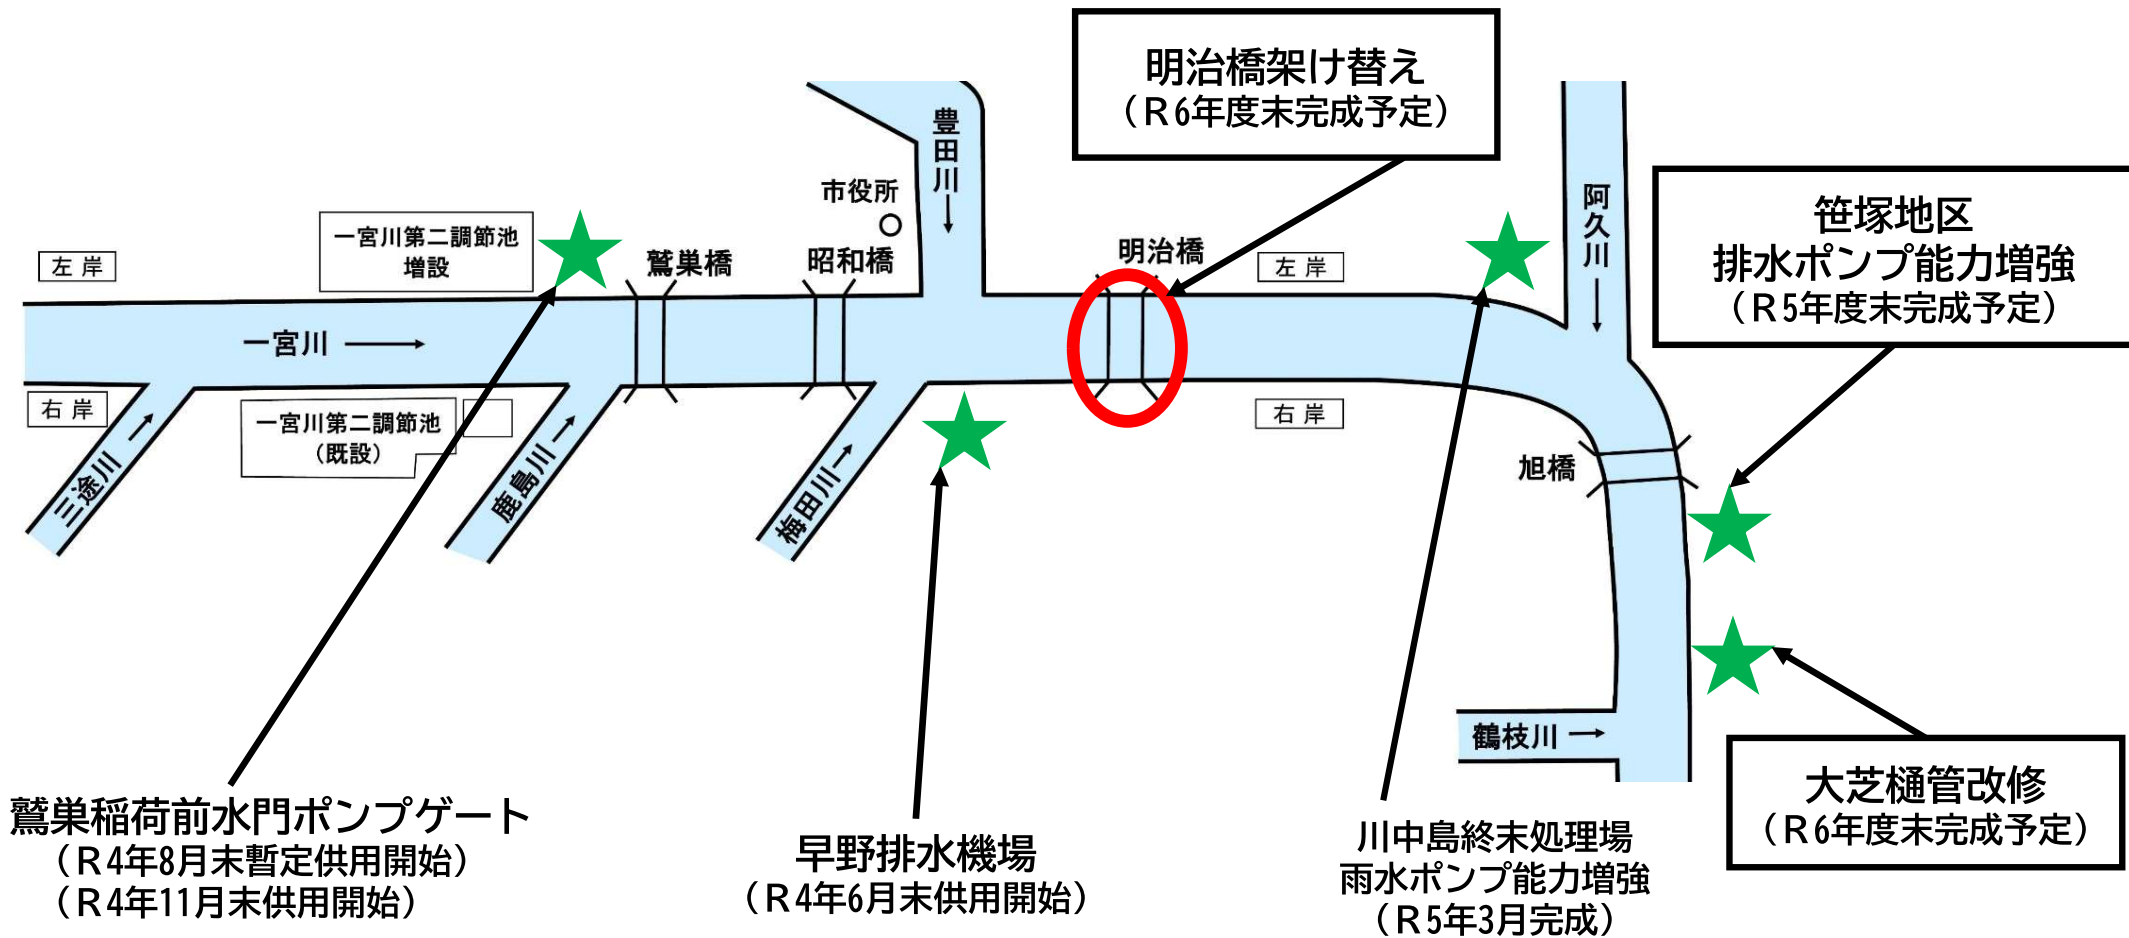 明治橋架け替え
（Ｒ6年度末完成予定）
豊田川
市役所
阿久川
笹塚地区
排水ポンプ能力増強
（Ｒ5年度末完成予定）
一宮川第二調節池
増設
左岸
鷲巣橋
昭和橋
明治橋
左岸
一宮川
右岸
一宮川第二調節池
（既設）
右岸
三途川
鹿島川
梅田川
旭橋
鶴枝川
大芝樋管改修
（Ｒ6年度末完成予定）
鷲巣稲荷前水門ポンプゲート
（Ｒ4年8月末暫定供用開始）
（Ｒ4年11月末供用開始）
早野排水機場
（Ｒ4年6月末供用開始）
川中島終末処理場
雨水ポンプ能力増強
（Ｒ5年3月完成）